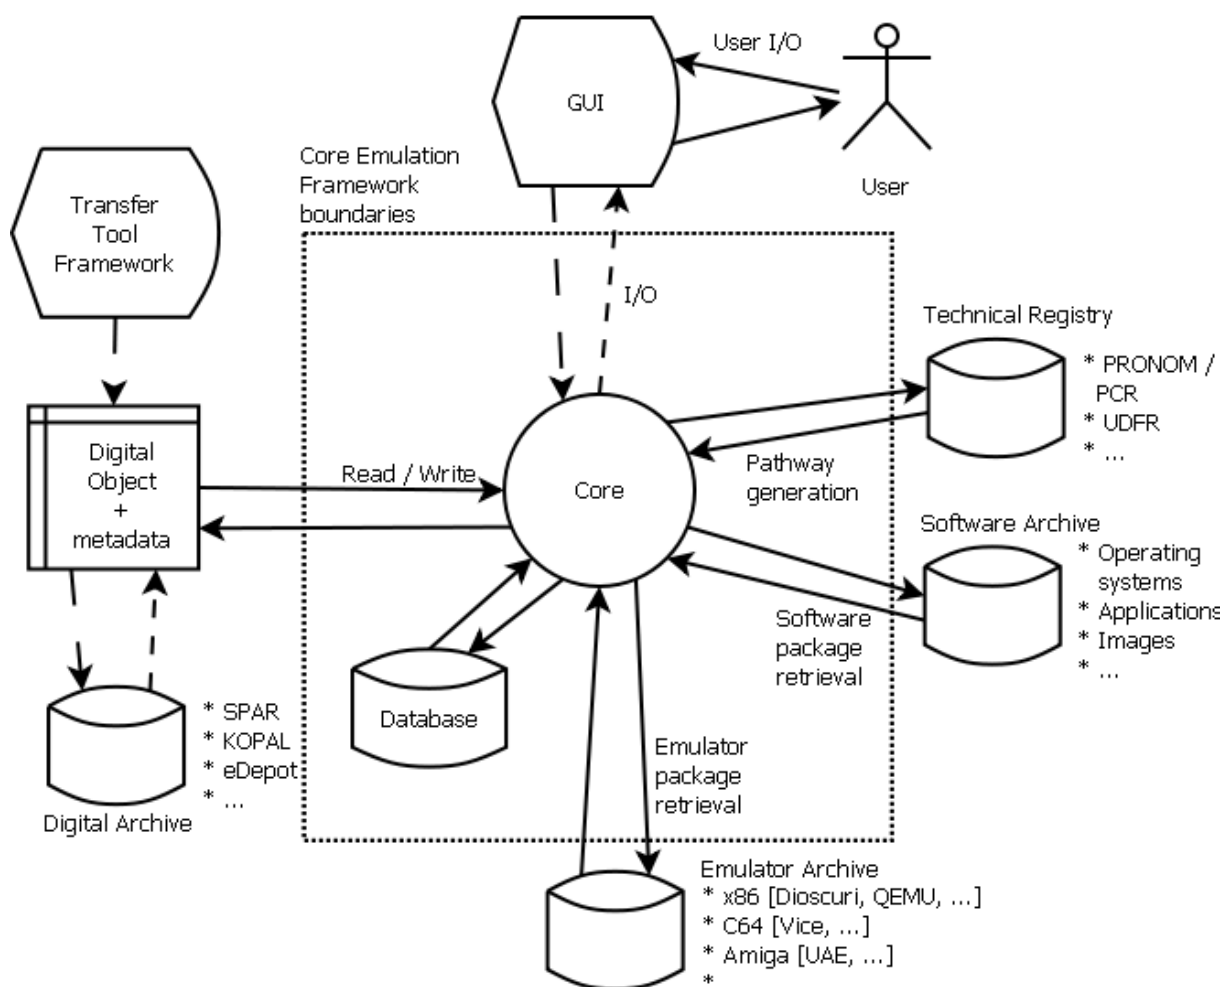 User I/O
GUI
User
Core Emulation
Framework
boundaries
Transfer
Tool
Framework
I/O
Technical Registry
* PRONOM /
PCR
* UDFR
* ...
Digital
Object
+
metadata
Read / Write
Core
Pathway
generation
Software Archive
* Operating
systems
* Applications
* Images
* ...
Software
package
retrieval
Database
* SPAR
* KOPAL
* eDepot
* ...
Digital Archive
Emulator
package
retrieval
Emulator Archive
* x86 [Dioscuri, QEMU, ...]
* C64 [Vice, ...]
* Amiga [UAE, ...]
*